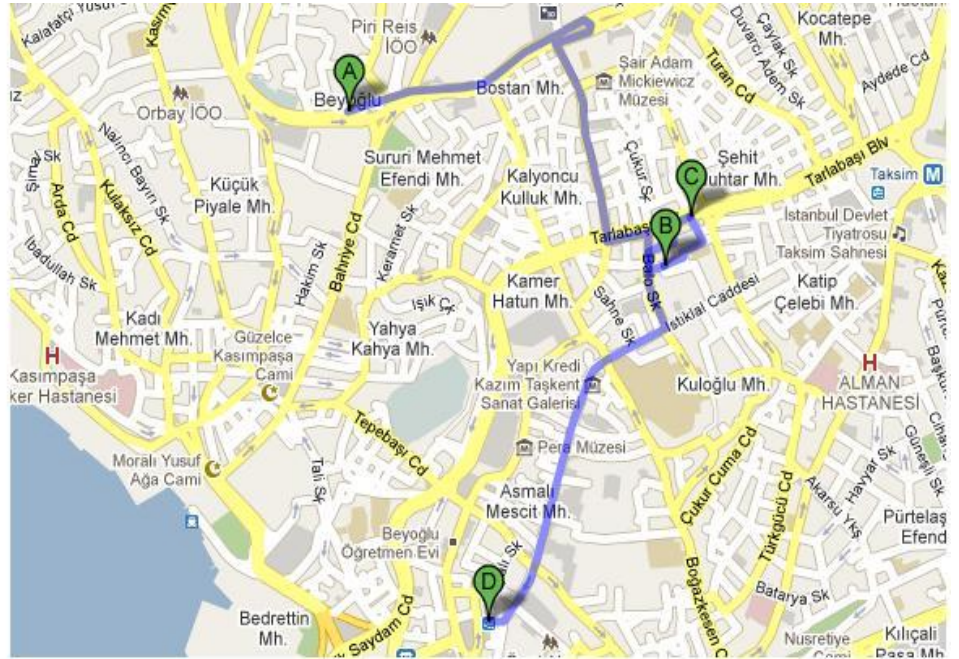 Kalafatçı Yusuf
Kasım
Piri Reis
İÖO
Kocatepe
Mh.
Çaylak Sk
Duvarcı Adem Sk
Turan Cd
Aydede Cd
Şair Adam
Mickiewicz
Müzesi
A
Beyoğlu
Bostan Mh.
Orbay İÖO
Nalıncı Bayırı Sk
Sururi Mehmet
Efendi Mh.
Çukur Sk
Şehit
uhtar Mh.
Tarlabaşı Blv
Taksim
M
Arda Cd
Kulaksız Cd
Küçük
Piyale Mh.
Kalyoncu
Kulluk Mh.
C
B
Tarlabaş
İstanbul Devlet
Tiyatrosu
Taksim Sahnesi
İbadullah Sk
Hakim Sk
Bahriye Cd
Keramet Sk
Balo Sk
Kamer
Hatun Mh.
Işık Çk
Sahne Sk
İstiklal Caddesi
Katip
Çelebi Mh.
Kadı
Mehmet Mh.
Güzelce
Kasımpaşa
Cami
Yahya
Kahya Mh.
H
Kasımpaşa
ker Hastanesi
Yapı Kredi
Kazım Taşkent
Sanat Galerisi
Kuloğlu Mh.
H
ALMAN
HASTANESİ
Moralı Yusuf
Ağa Cami
Tepebaşı Cd
Tali Sk
Pera Müzesi
Asmalı
Mescit Mh.
Çukur Cuma Cd
Türkgücü Cd
Akarsu Ykş
Havyar Sk
Güneşli Sk
Pürtelaş
Efend
Beyoğlu
Öğretmen Evi
D
Boğazkesen C
Batarya Sk
Bedrettin
Mh.
k Saydam Cd
Nusretiye
Cami
Kılıçali
Paşa Mh